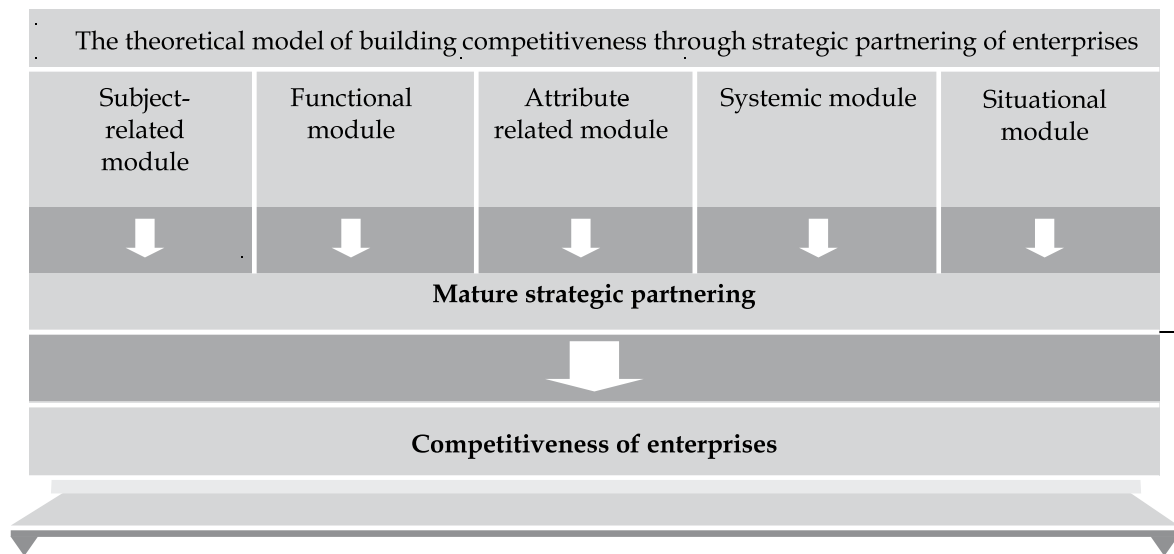 The theoretical model of building competitiveness through strategic partnering of enterprises
Subject-
related
module
Functional
module
Attribute
related module
Systemic module
Situational
module
Mature strategic partnering
Competitiveness of enterprises